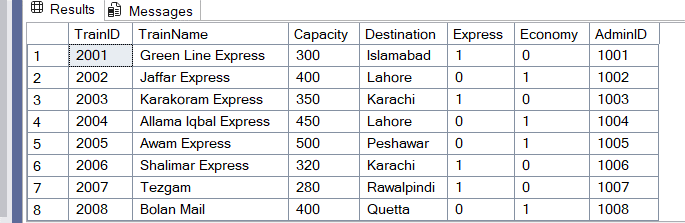 Results Messages
TrainID TrainName Capacity Destination Express Economy AdminID
1 2001 Green Line Express 300 Islamabad 1 0 1001
2 2002 Jaffar Express 400 Lahore 0 1 1002
3 2003 Karakoram Express 350 Karachi 1 0 1003
4 2004 Allama Iqbal Express 450 Lahore 0 1 1004
5 2005 Awam Express 500 Peshawar 0 1 1005
6 2006 Shalimar Express 320 Karachi 1 0 1006
7 2007 Tezgam 280 Rawalpindi 1 0 1007
8 2008 Bolan Mail 400 Quetta 0 1 1008